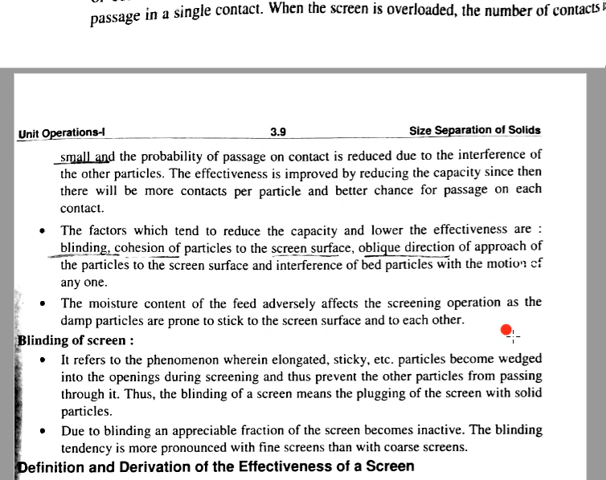 passage in a single contact. When the screen is overloaded, the number of contacts
Unit Operations-I 3.9 Size Separation of Solids
small and the probability of passage on contact is reduced due to the interference of
the other particles. The effectiveness is improved by reducing the capacity since then
there will be more contacts per particle and better chance for passage on each
contact.
• The factors which tend to reduce the capacity and lower the effectiveness are :
blinding, cohesion of particles to the screen surface, oblique direction of approach of
the particles to the screen surface and interference of bed particles with the motion of
any one.
• The moisture content of the feed adversely affects the screening operation as the
damp particles are prone to stick to the screen surface and to each other.
Blinding of screen :
• It refers to the phenomenon wherein elongated, sticky, etc. particles become wedged
into the openings during screening and thus prevent the other particles from passing
through it. Thus, the blinding of a screen means the plugging of the screen with solid
particles.
• Due to blinding an appreciable fraction of the screen becomes inactive. The blinding
tendency is more pronounced with fine screens than with coarse screens.
Definition and Derivation of the Effectiveness of a Screen